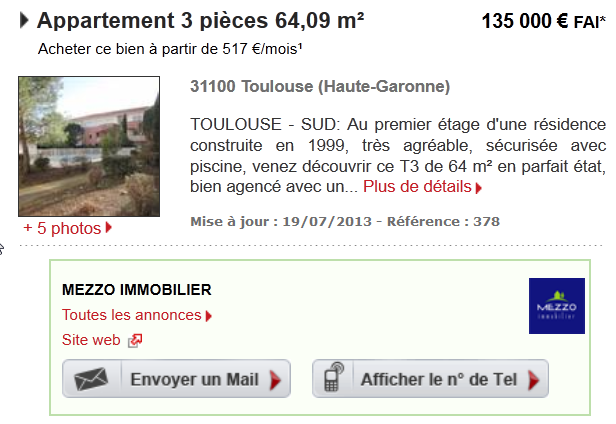 Appartement 3 pièces 64,09 m²
135 000 € FAI*
Acheter ce bien à partir de 517 €/mois¹
31100 Toulouse (Haute-Garonne)
TOULOUSE - SUD: Au premier étage d'une résidence
construite en 1999, très agréable, sécurisée avec
piscine, venez découvrir ce T3 de 64 m² en parfait état,
bien agencé avec un... Plus de détails
+ 5 photos
Mise à jour : 19/07/2013 - Référence : 378
MEZZO IMMOBILIER
Toutes les annonces
Site web
MEZZO
immobilier
Envoyer un Mail
Afficher le n° de Tel